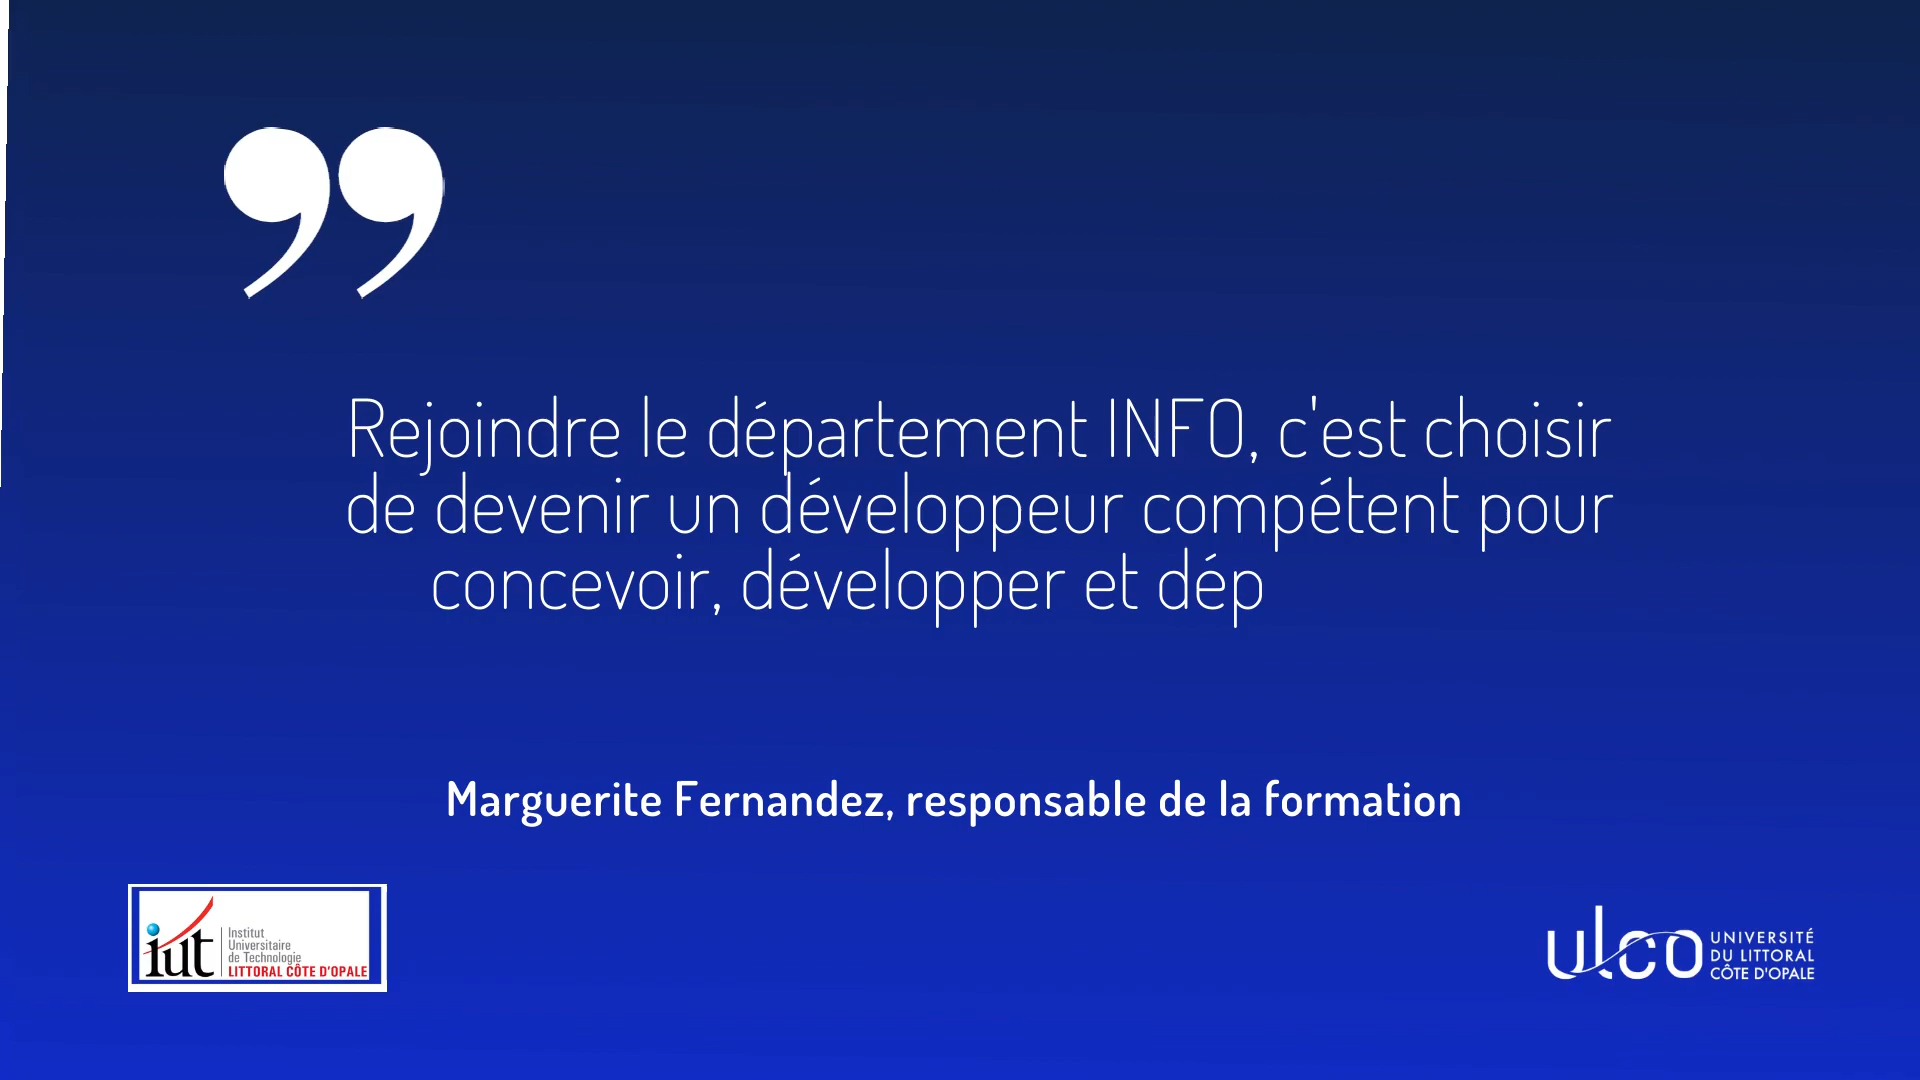 ”
Rejoindre le département INFO, c'est choisir
de devenir un développeur compétent pour
concevoir, développer et dép
Marguerite Fernandez, responsable de la formation
iut
Institut
Universitaire
de Technologie
LITTORAL CÔTE D'OPALE
ulco
UNIVERSITÉ
DU LITTORAL
CÔTE D'OPALE